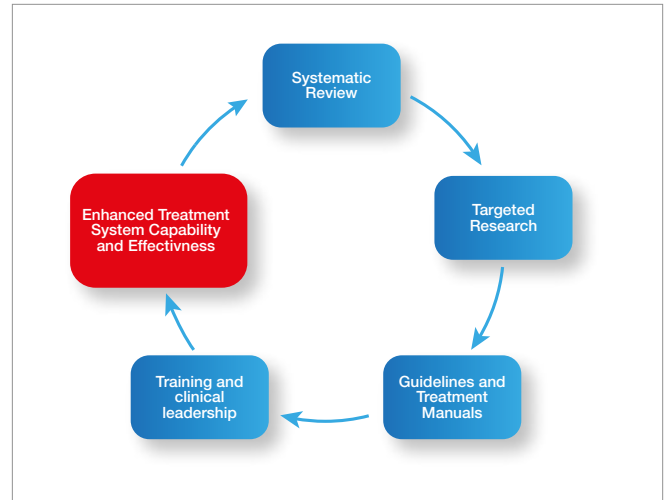 Systematic
Review
Targeted
Research
Guidelines and
Treatment
Manuals
Training and
clinical
leadership
Enhanced Treatment
System Capability
and Effectivness